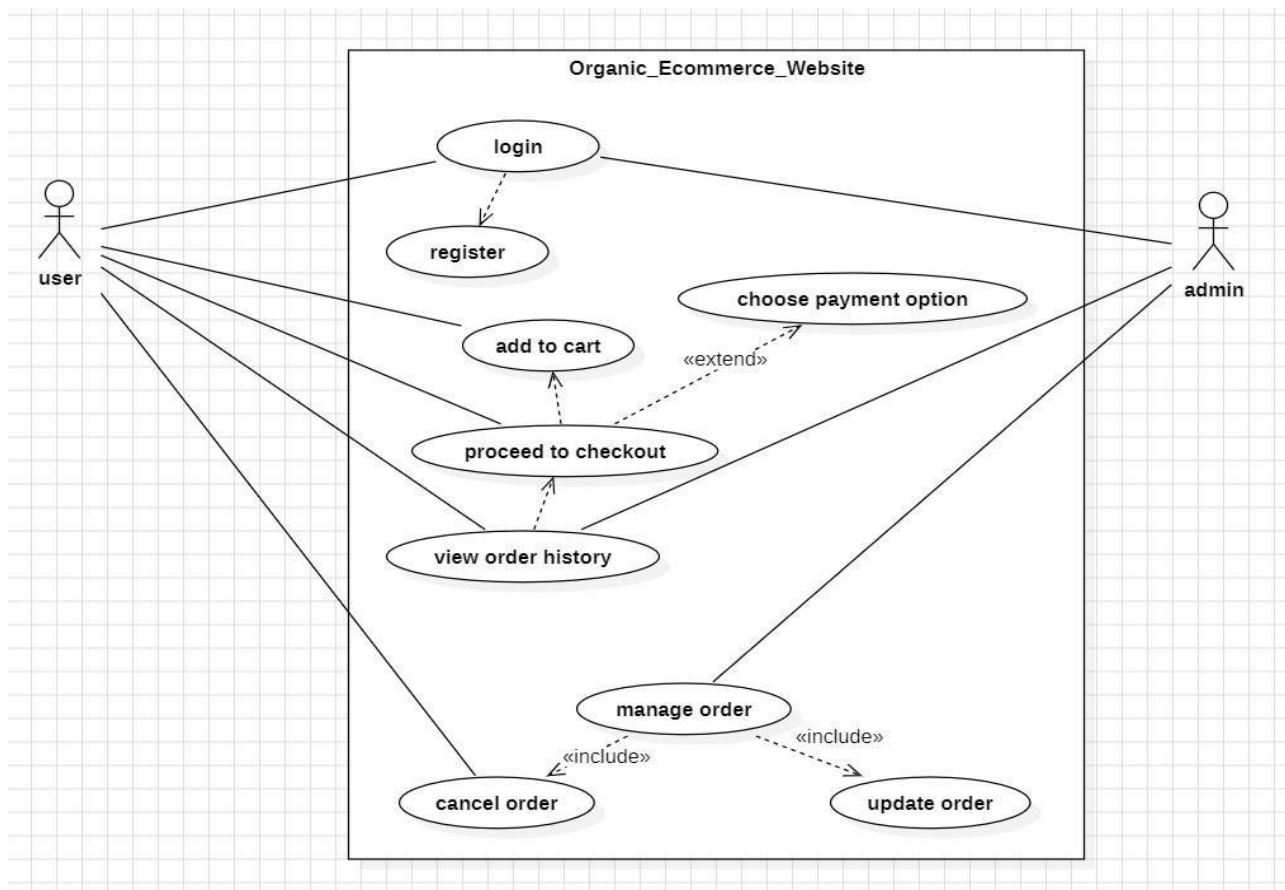 Organic_Ecommerce_Website
login
register
user
admin
choose payment option
add to cart
«extend»
proceed to checkout
view order history
manage order
«include»
«include»
cancel order
update order